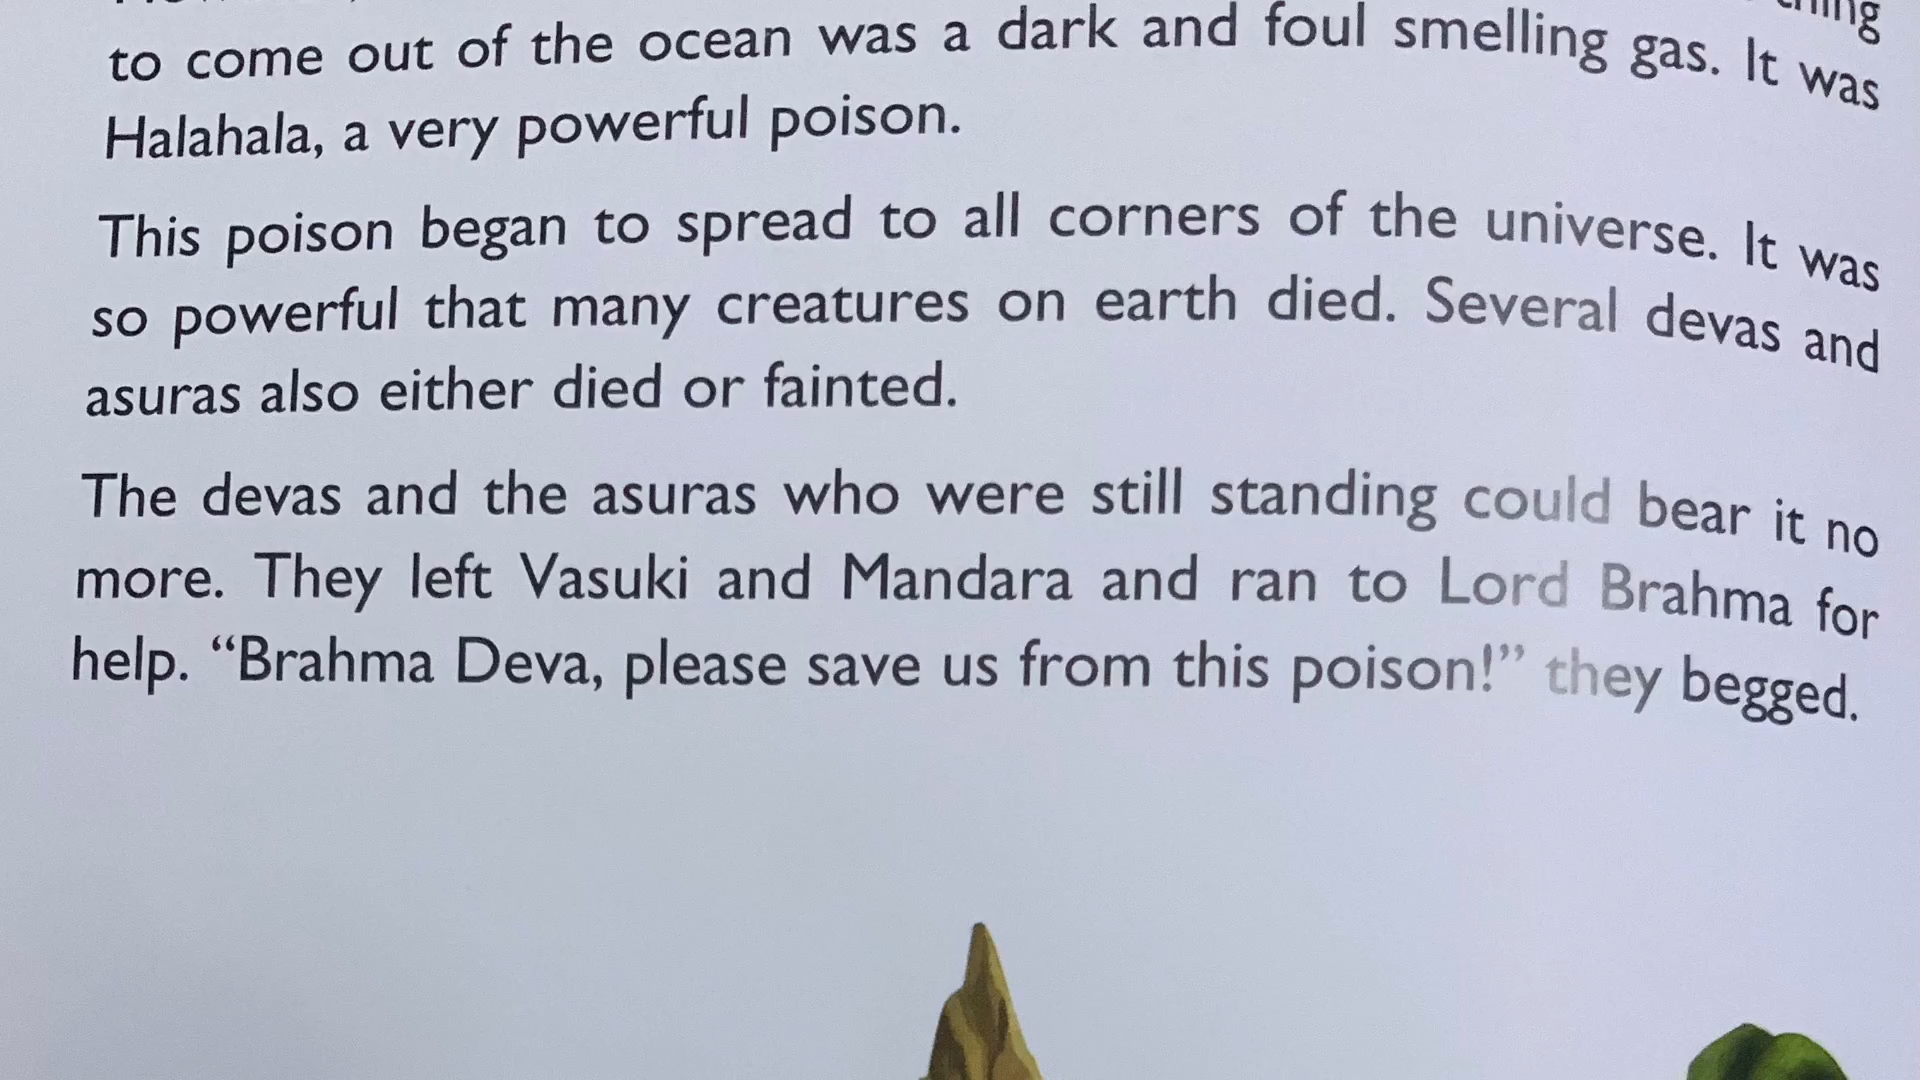 to come out of the ocean was a dark and foul smelling gas. It was
Halahala, a very powerful poison.
This poison began to spread to all corners of the universe. It was
so powerful that many creatures on earth died. Several devas and
asuras also either died or fainted.
The devas and the asuras who were still standing could bear it no
more. They left Vasuki and Mandara and ran to Lord Brahma for
help. “Brahma Deva, please save us from this poison!” they begged.